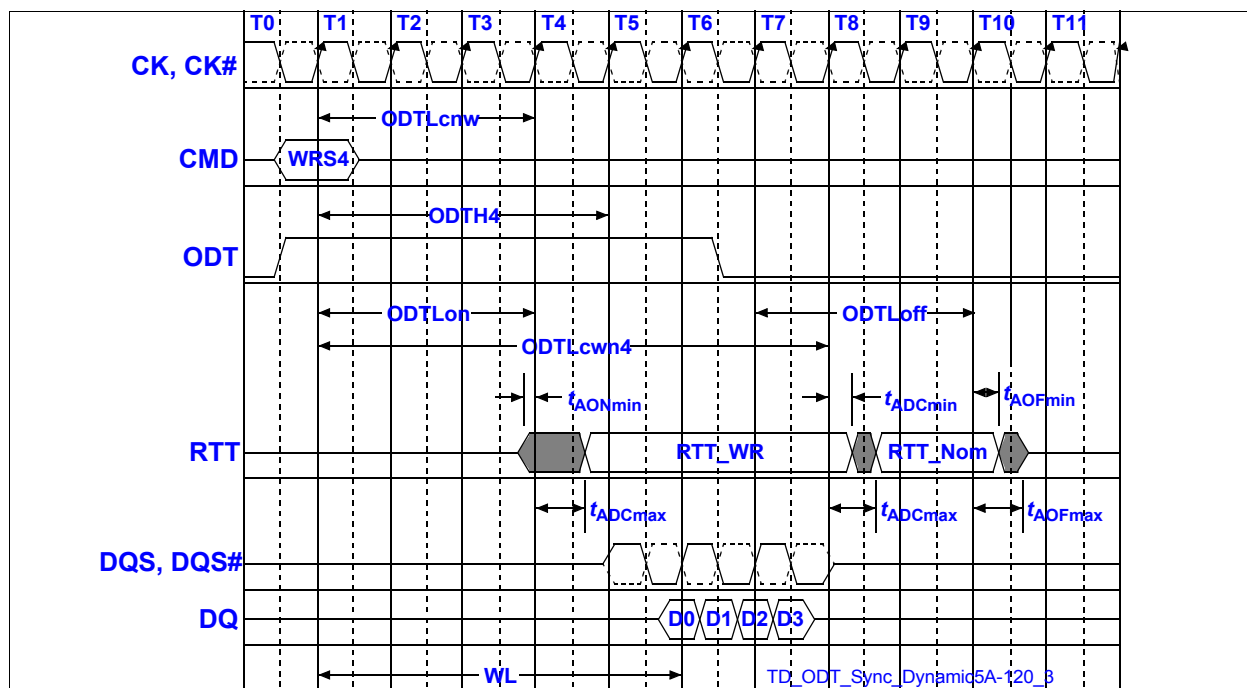 T0 T1 T2 T3 T4 T5 T6 T7 T8 T9 T10 T11
CK, CK#
ODTLcnw
CMD WRS4
ODTH4
ODT
ODTLon ODTLoff
ODTLcwn4
tAONmin tADCmin tAOFmin
RTT RTT_WR RTT_Nom
tADCmax tADCmax tAOFmax
DQS, DQS#
DQ D0 D1 D2 D3
WL TD_ODT_Sync_Dynamic5A-120_3